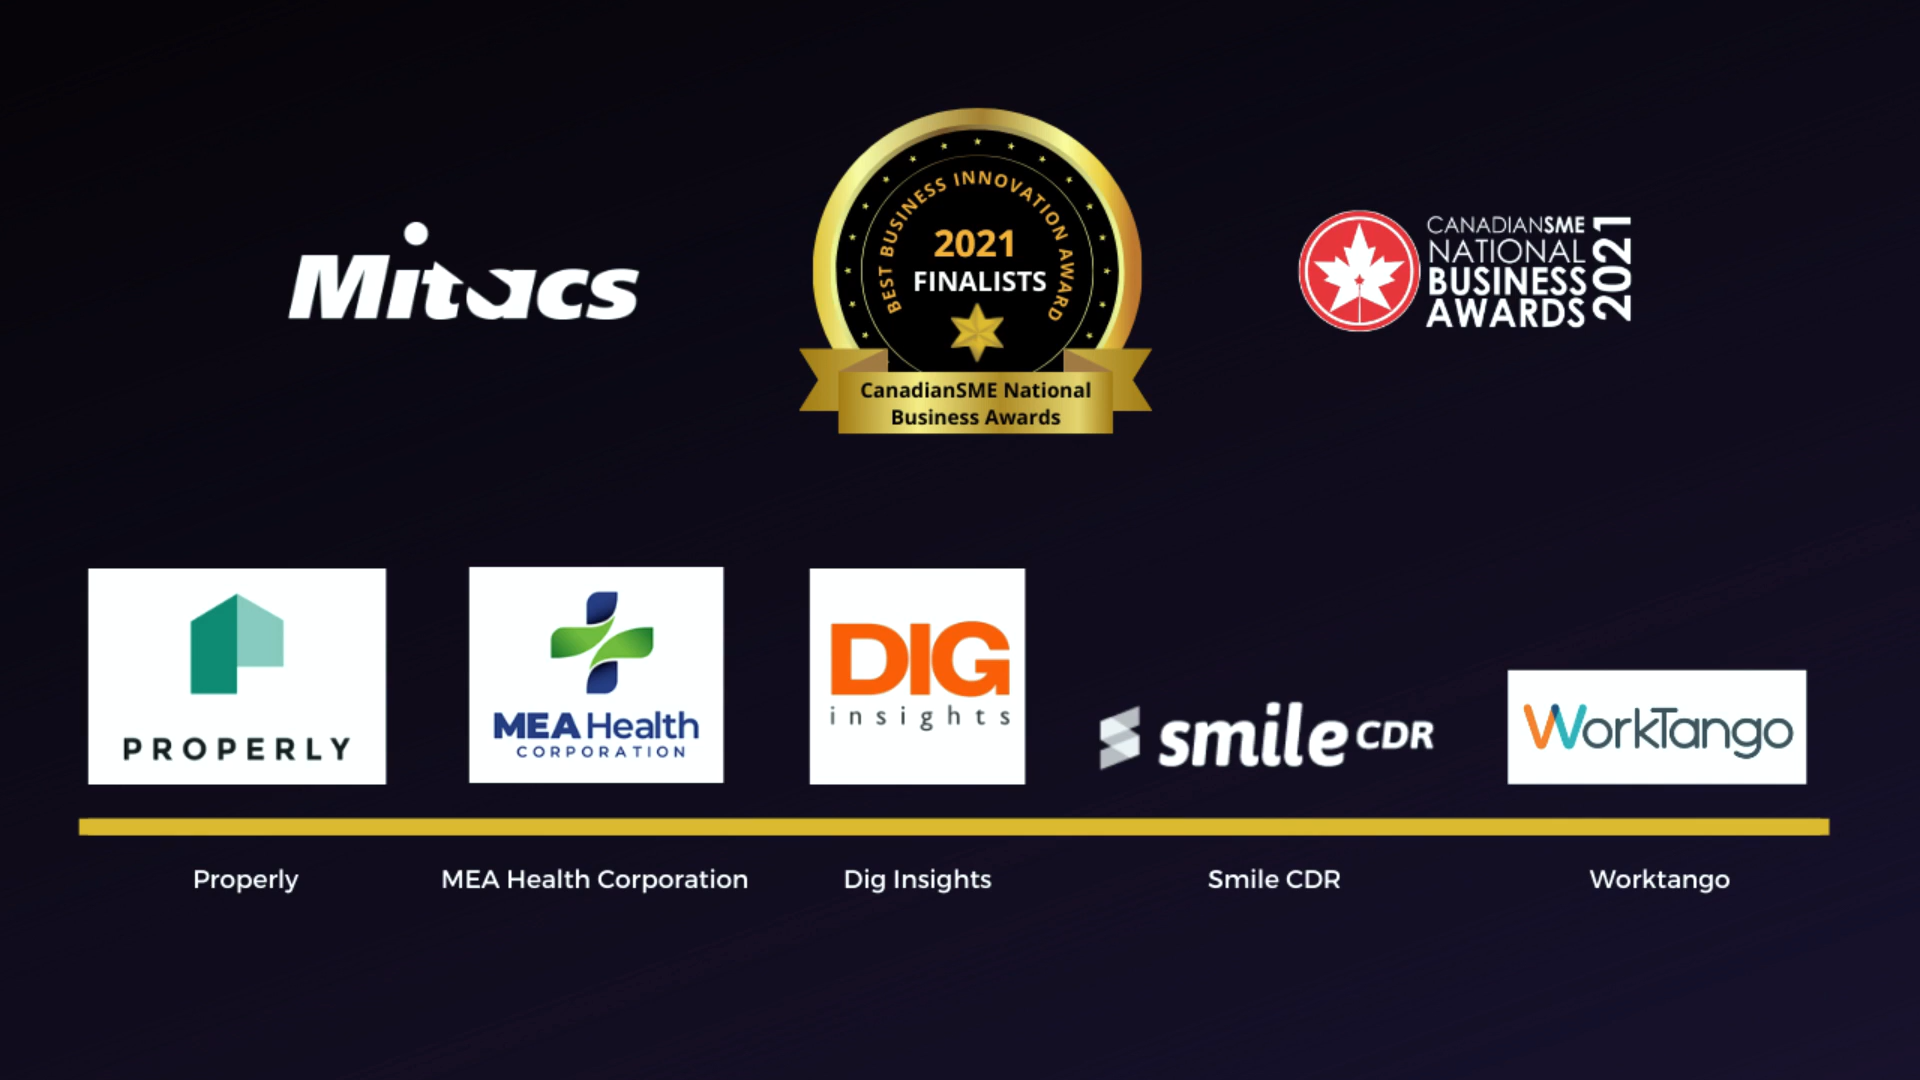 Mitacs
BEST BUSINESS INNOVATION AWARD
2021
FINALISTS
CanadianSME National
Business Awards
CANADIANSME
NATIONAL
BUSINESS
AWARDS
2021
PROPERLY
MEA Health
CORPORATION
DIG
insights
smile CDR
WorkTango
Properly
MEA Health Corporation
Dig Insights
Smile CDR
Worktango